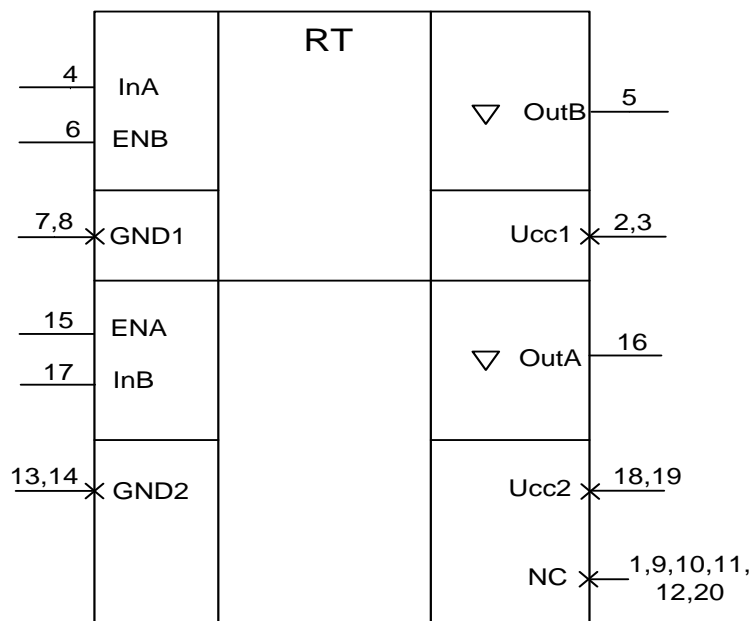 RT
4
InA
5
OutB
6
ENB
7,8
GND1
Ucc1
2,3
15
ENA
16
OutA
17
InB
13,14
GND2
Ucc2
18,19
NC
1,9,10,11,
12,20